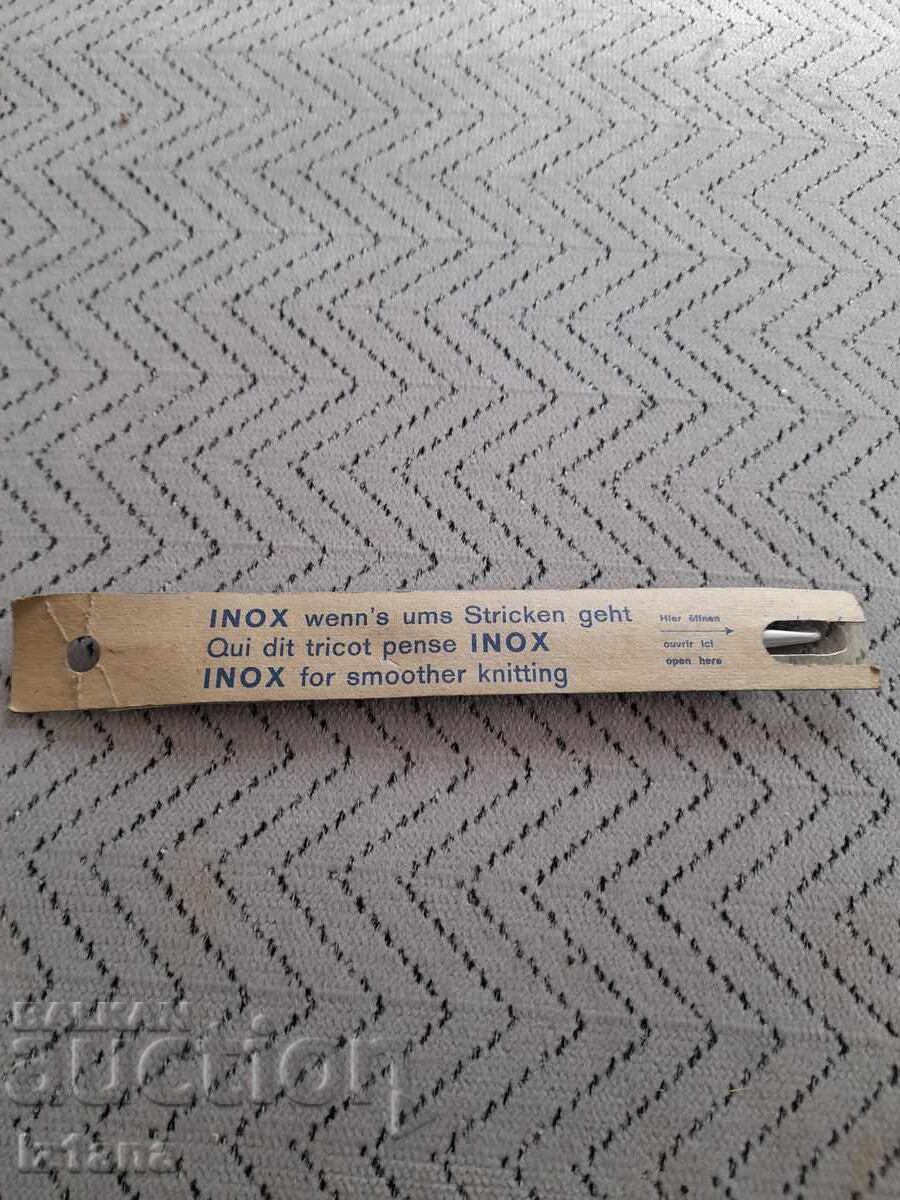 INOX wenn's ums Stricken geht
Qui dit tricot pense INOX
INOX for smoother knitting
Hier öffnen
ouvrir ici
open here
BALKAN
auction
k1ana